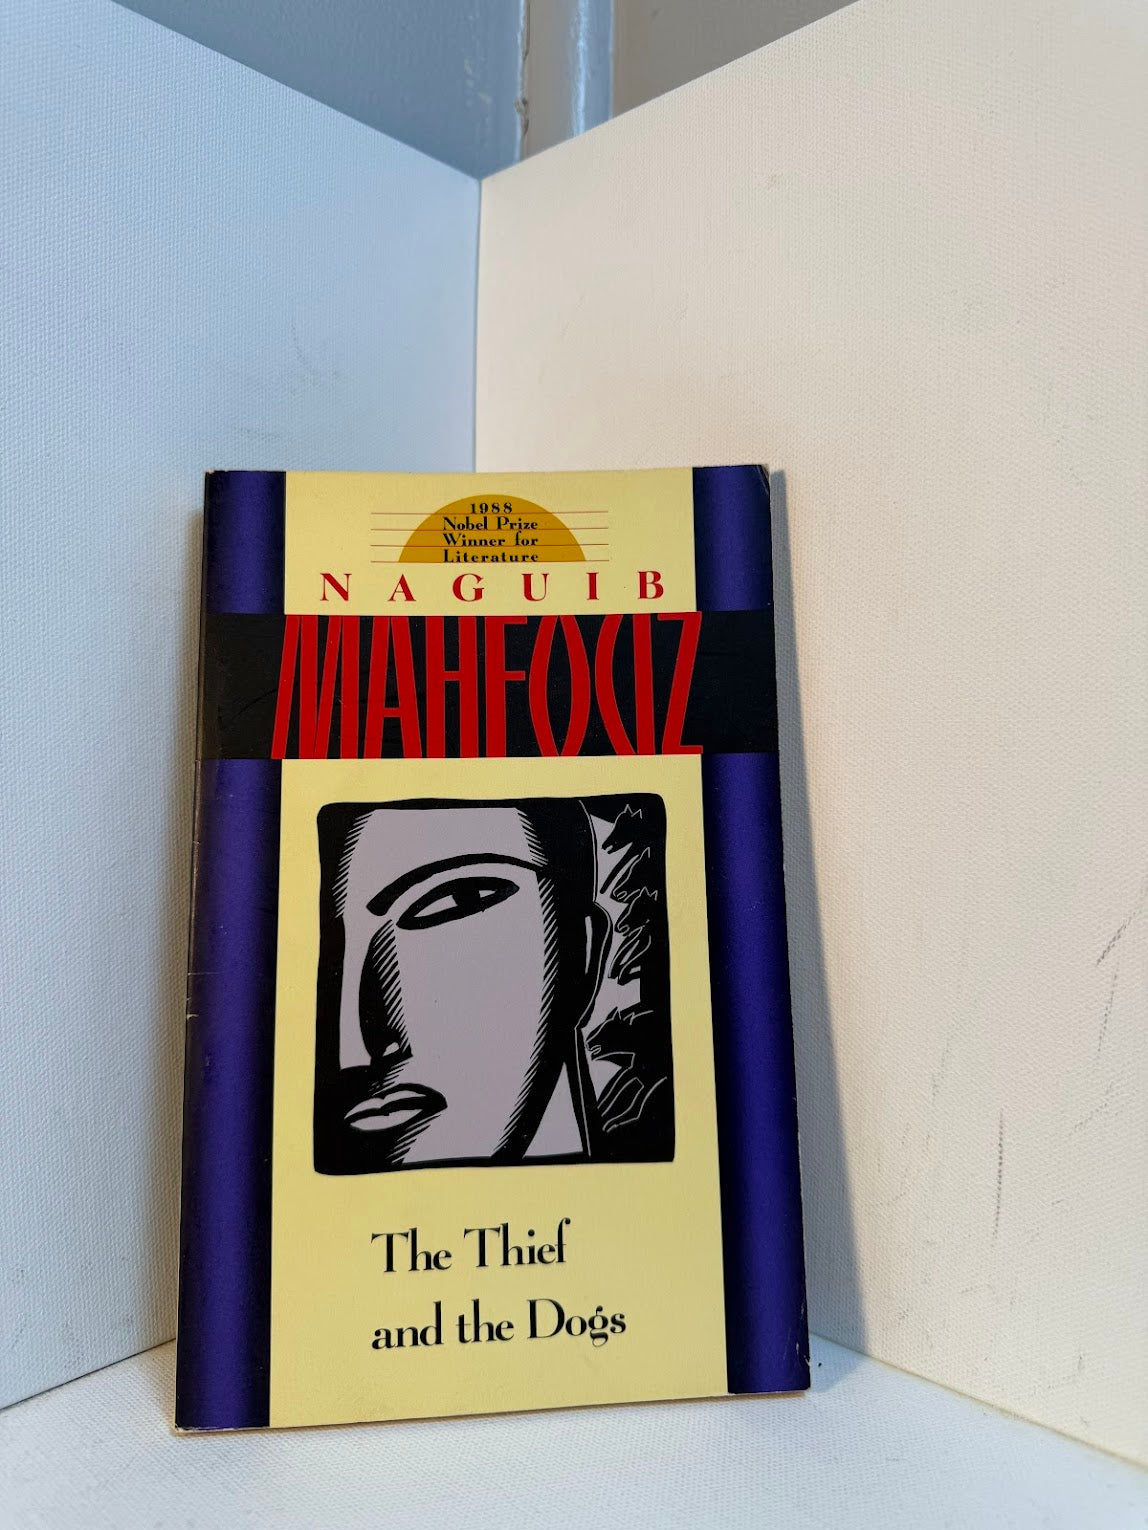 1988
Nobel Prize
Winner for
Literature
NAGUIB
MAHFOUZ
The Thief
and the Dogs